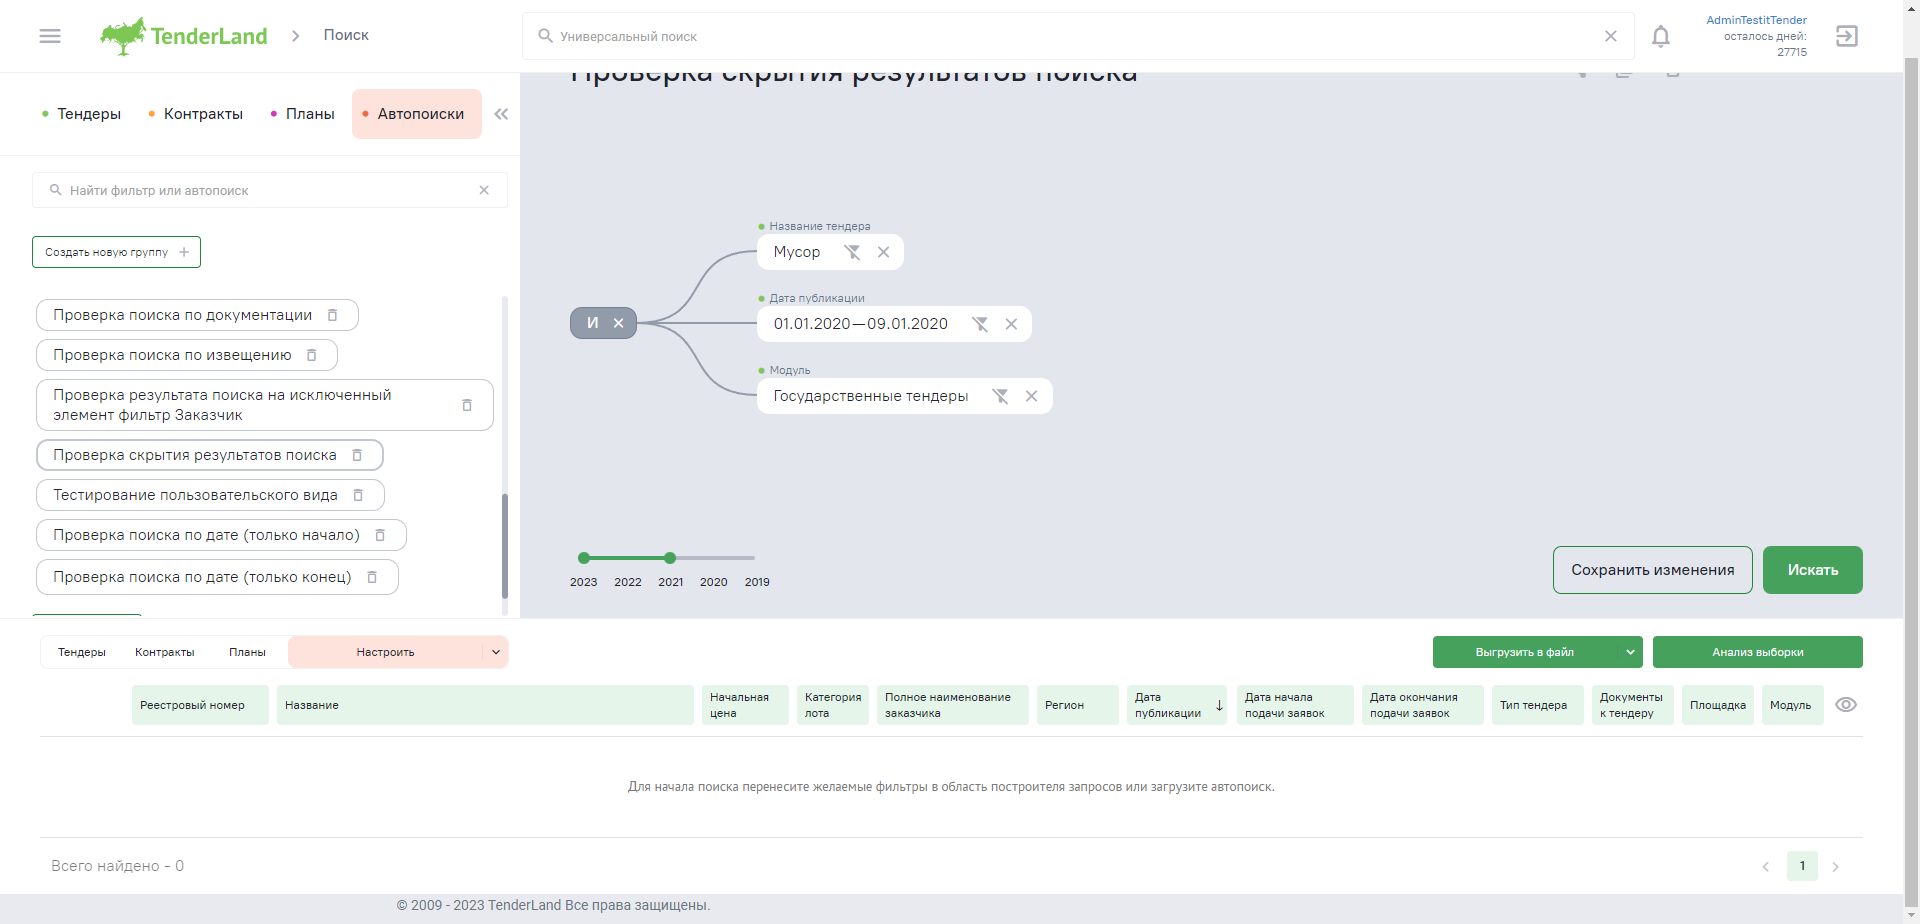 TenderLand
Поиск
Универсальный поиск
AdminTestitTender
осталось дней:
27715
Тендеры
Контракты
Планы
Автопоиски
Проверка скрытия результатов поиска
Найти фильтр или автопоиск
Создать новую группу
Проверка поиска по документации
Проверка поиска по извещению
Проверка результата поиска на исключенный
элемент фильтр Заказчик
Проверка скрытия результатов поиска
Тестирование пользовательского вида
Проверка поиска по дате (только начало)
Проверка поиска по дате (только конец)
И
Название тендера
Мусор
Дата публикации
01.01.2020—09.01.2020
Модуль
Государственные тендеры
2023 2022 2021 2020 2019
Сохранить изменения
Искать
Тендеры
Контракты
Планы
Настроить
Выгрузить в файл
Анализ выборки
Реестровый номер
Название
Начальная
цена
Категория
лота
Полное наименование
заказчика
Регион
Дата
публикации
Дата начала
подачи заявок
Дата окончания
подачи заявок
Тип тендера
Документы
к тендеру
Площадка
Модуль
Для начала поиска перенесите желаемые фильтры в область построителя запросов или загрузите автопоиск.
Всего найдено - 0
1
© 2009 - 2023 TenderLand Все права защищены.